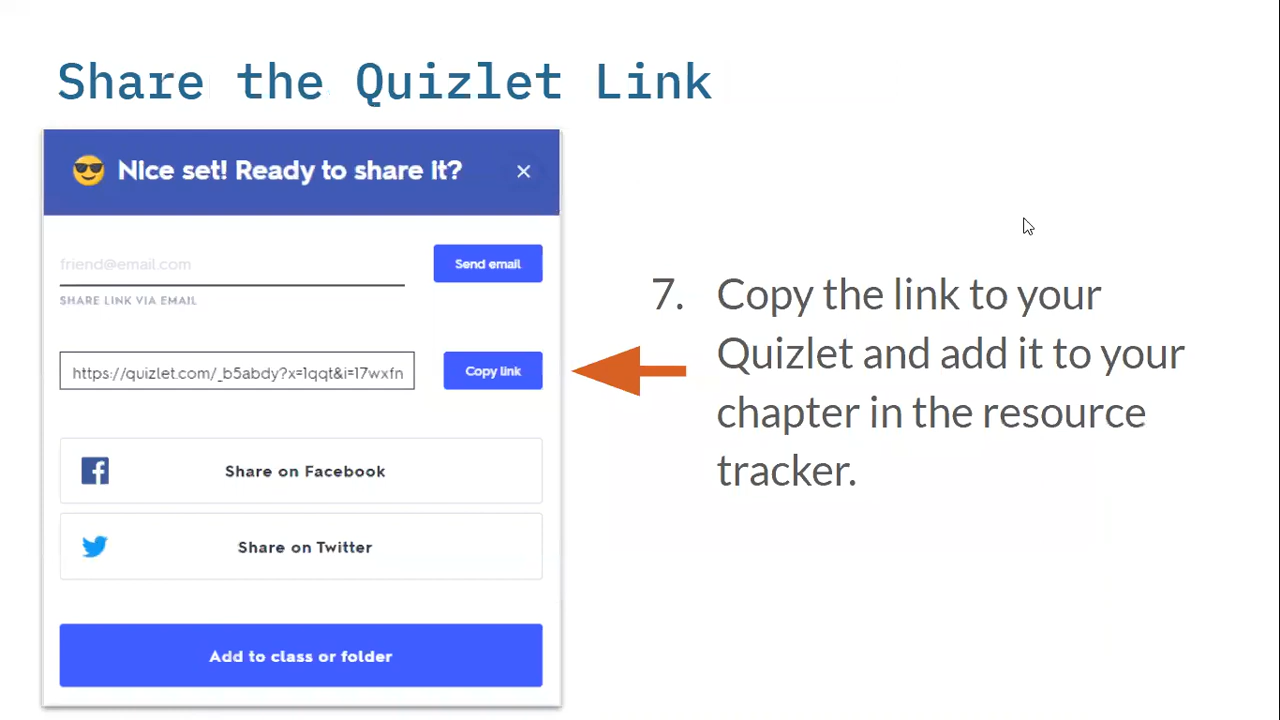 Share the Quizlet Link
Nice set! Ready to share it?
friend@email.com
Send email
SHARE LINK VIA EMAIL
https://quizlet.com/_b5abdy?x=1qqt&i=17wxfn
Copy link
Share on Facebook
Share on Twitter
Add to class or folder
7. Copy the link to your
Quizlet and add it to your
chapter in the resource
tracker.